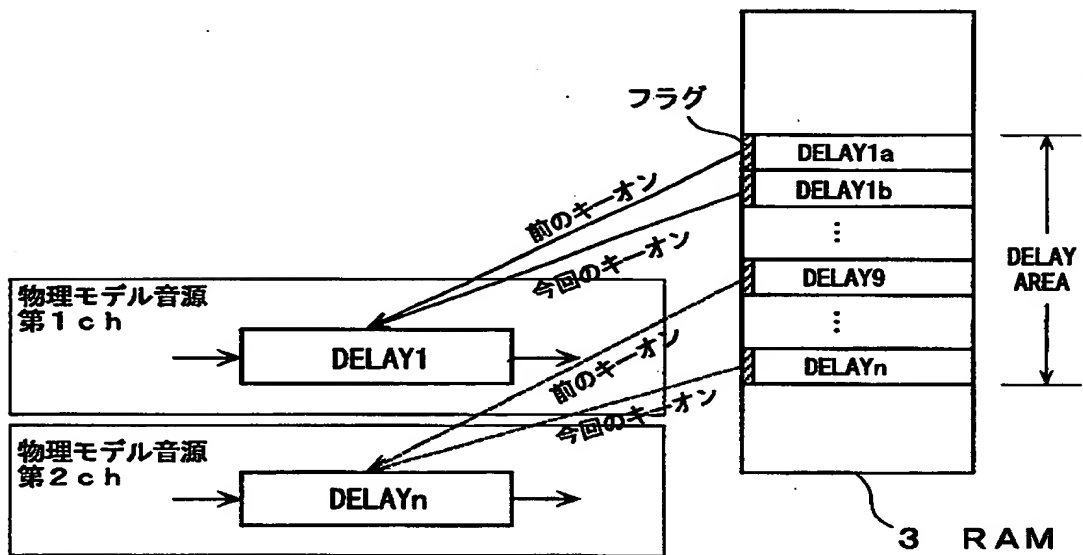 フラグ
DELAY1a
DELAY1b
⋮
DELAY9
⋮
DELAYn
DELAY
AREA
前のキーオン
今回のキーオン
前のキーオン
今回のキーオン
物理モデル音源
第1ch
DELAY1
物理モデル音源
第2ch
DELAYn
3 RAM